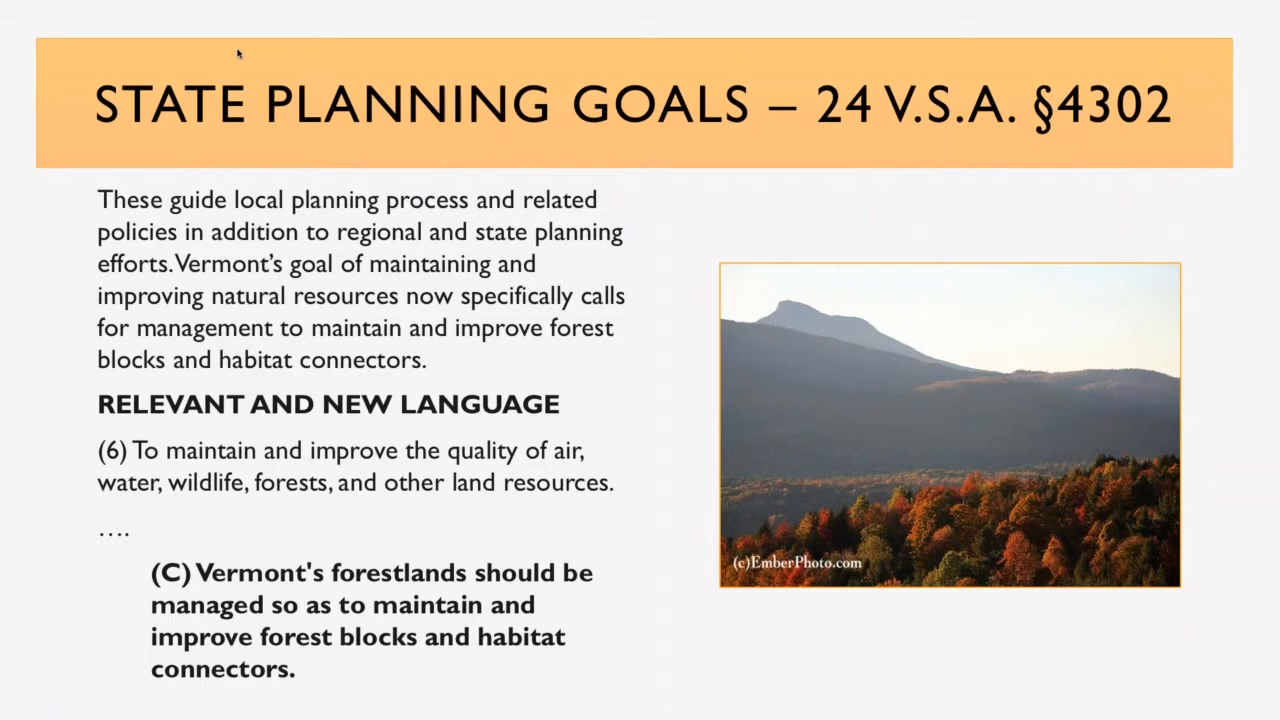 STATE PLANNING GOALS – 24 V.S.A. §4302
These guide local planning process and related
policies in addition to regional and state planning
efforts. Vermont’s goal of maintaining and
improving natural resources now specifically calls
for management to maintain and improve forest
blocks and habitat connectors.
RELEVANT AND NEW LANGUAGE
(6) To maintain and improve the quality of air,
water, wildlife, forests, and other land resources.
….
(C) Vermont's forestlands should be
managed so as to maintain and
improve forest blocks and habitat
connectors.
(c)EmberPhoto.com